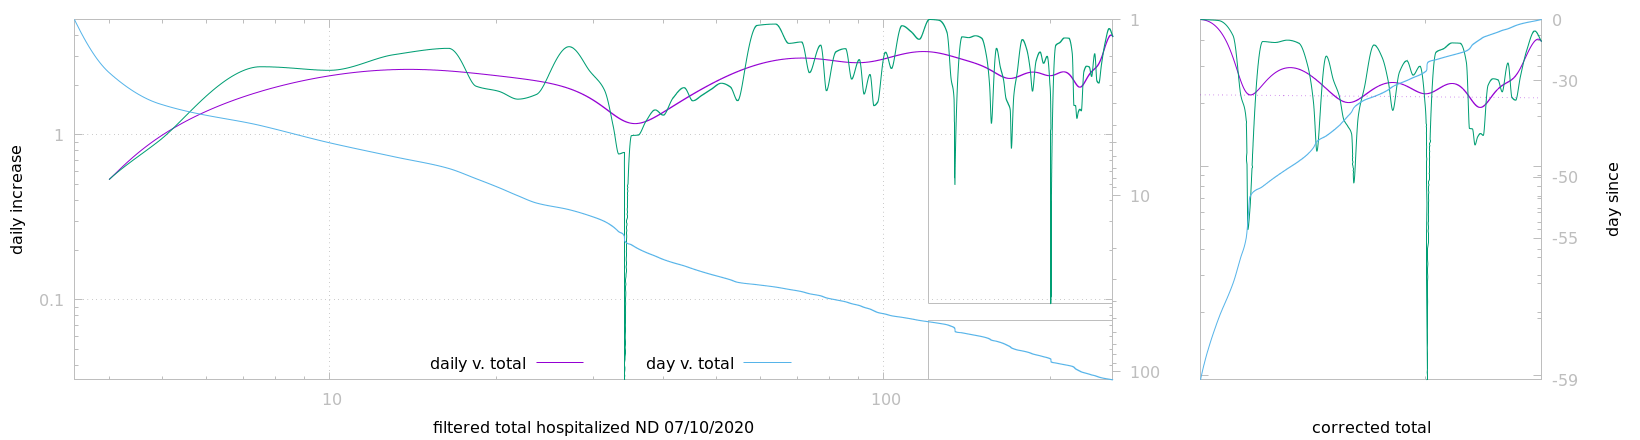 1
0
daily increase
1
0.1
10
100
-30
-50
-55
-59
day since
daily v. total
day v. total
10
100
filtered total hospitalized ND 07/10/2020
corrected total